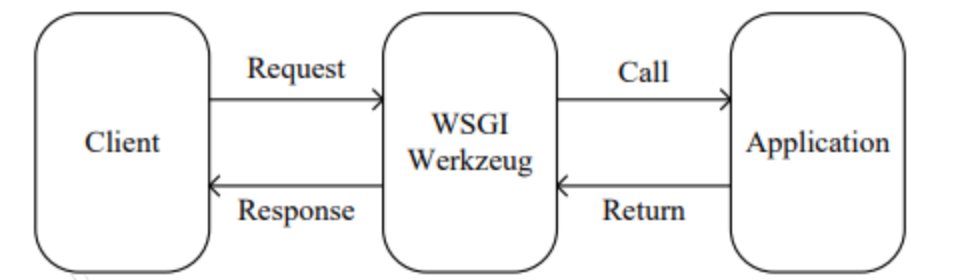 Request
Call
Client
WSGI
Werkzeug
Application
Response
Return